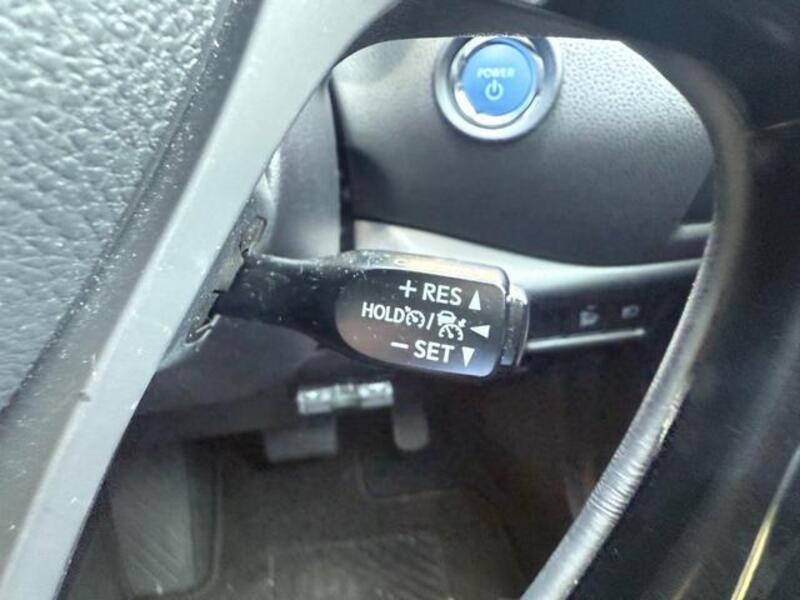 POWER
+ RES ▲
HOLD / ◀
− SET ▼